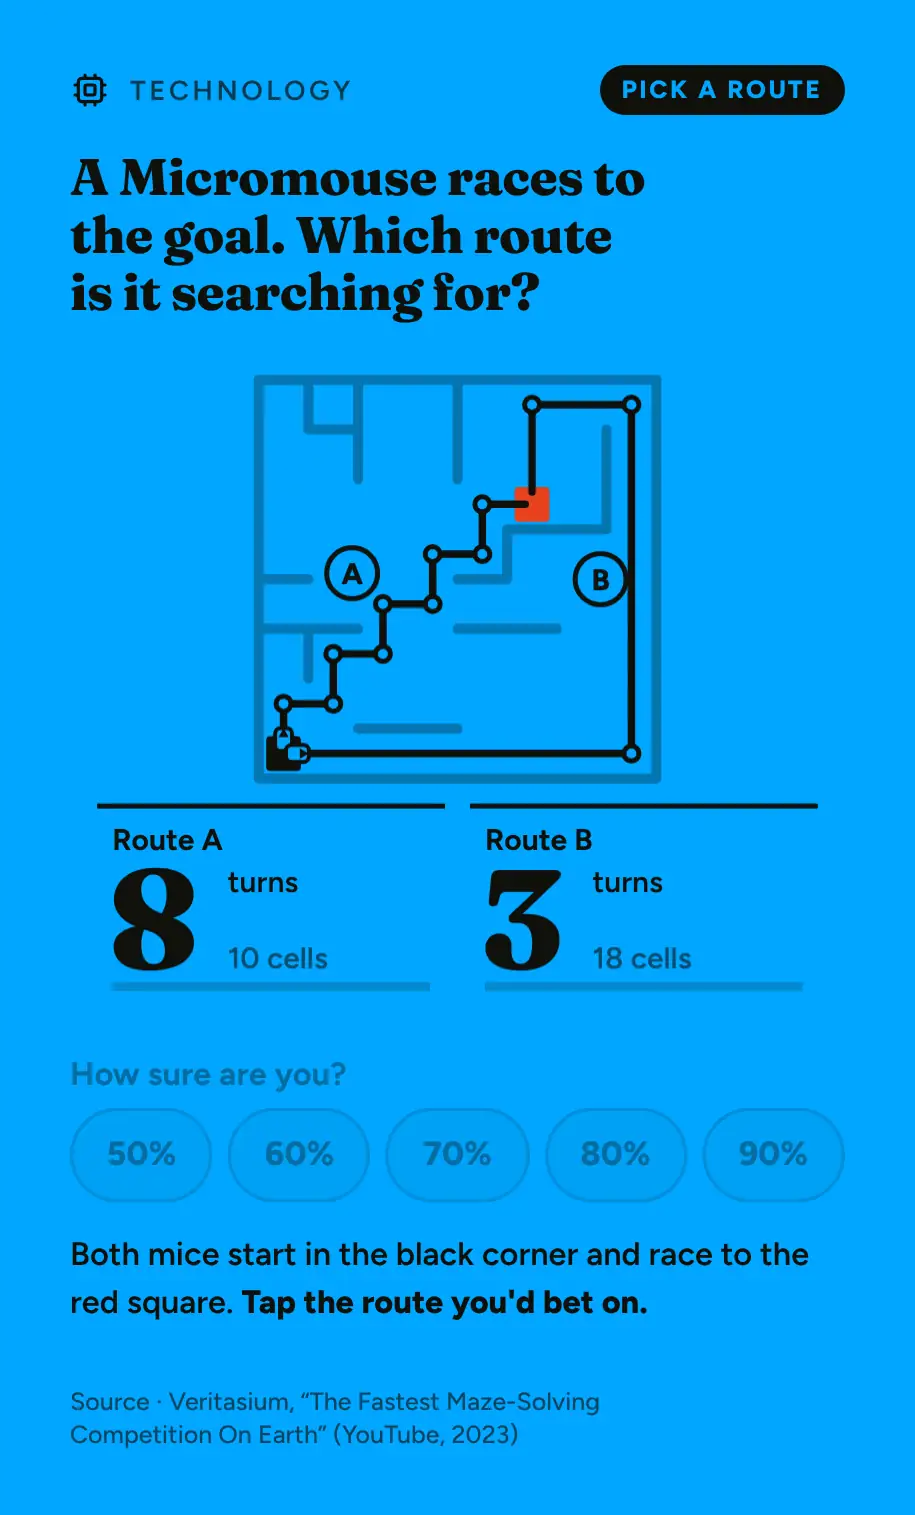 TECHNOLOGY
PICK A ROUTE
A Micromouse races to
the goal. Which route
is it searching for?
A
B
Route A
8 turns
10 cells
Route B
3 turns
18 cells
How sure are you?
50%
60%
70%
80%
90%
Both mice start in the black corner and race to the
red square. Tap the route you'd bet on.
Source · Veritasium, “The Fastest Maze-Solving
Competition On Earth” (YouTube, 2023)